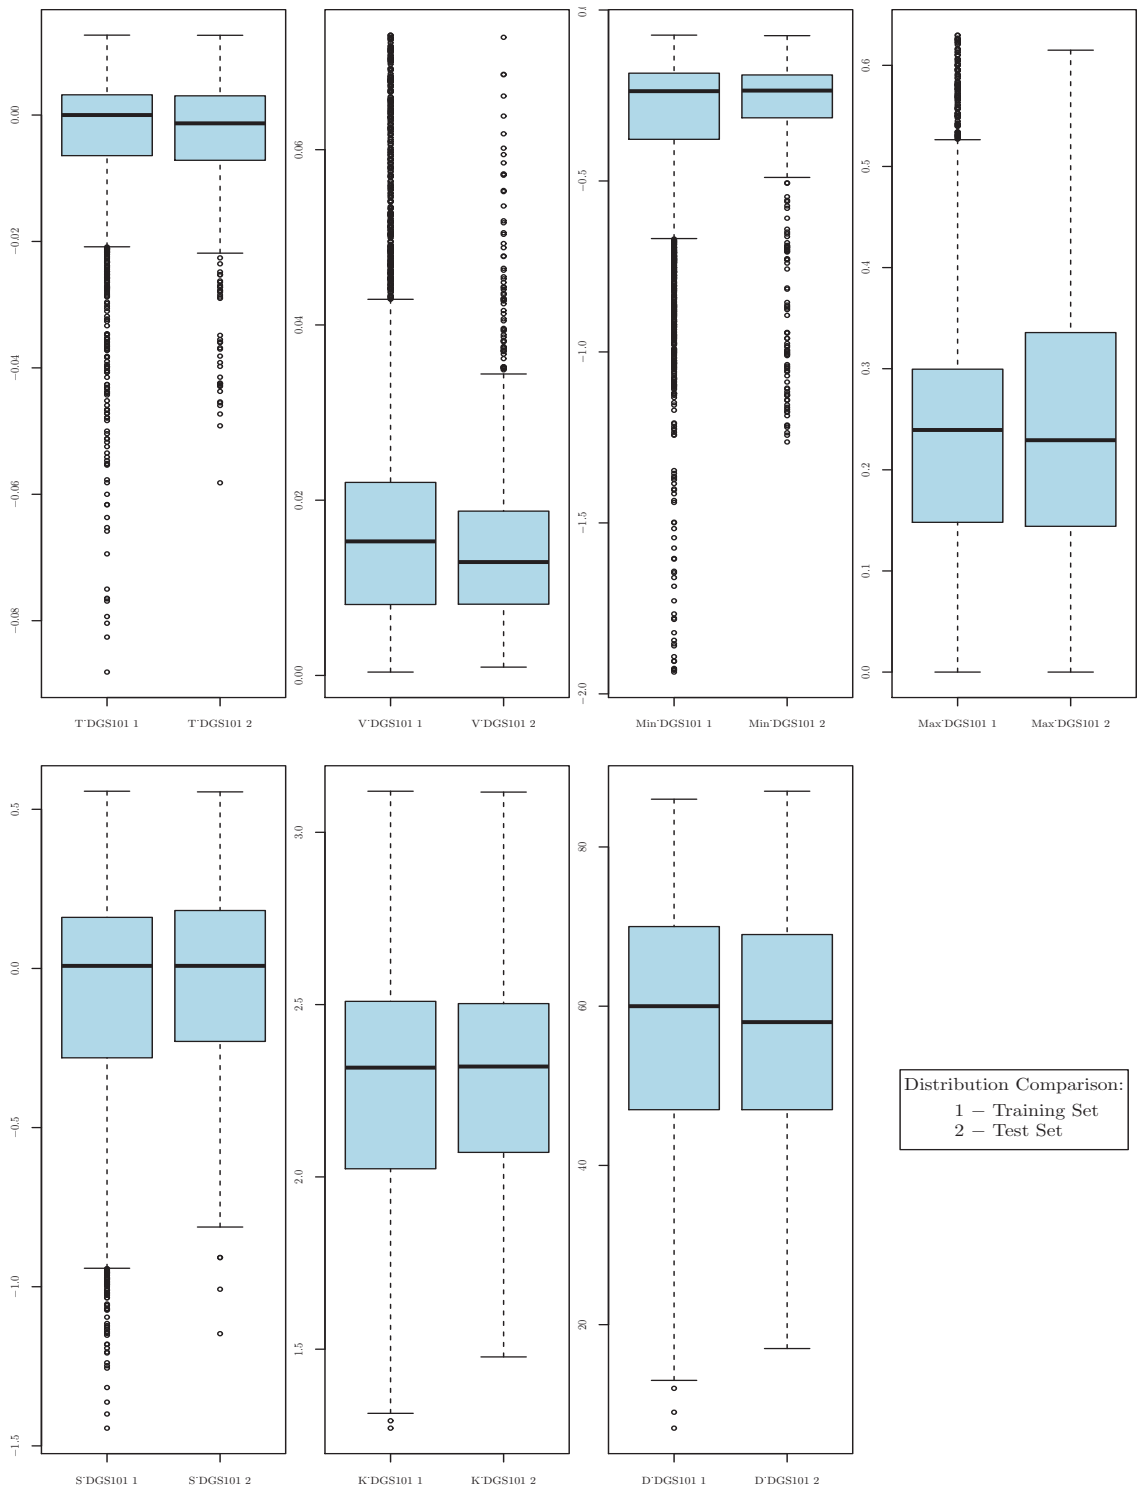 0.00
−0.02
−0.04
−0.06
−0.08
T˙DGS101 1
T˙DGS101 2
0.06
0.04
0.02
0.00
V˙DGS101 1
V˙DGS101 2
−0.5
−1.0
−1.5
−2.0
Min˙DGS101 1
Min˙DGS101 2
0.6
0.5
0.4
0.3
0.2
0.1
0.0
Max˙DGS101 1
Max˙DGS101 2
0.5
0.0
−0.5
−1.0
−1.5
S˙DGS101 1
S˙DGS101 2
3.0
2.5
2.0
1.5
K˙DGS101 1
K˙DGS101 2
80
60
40
20
D˙DGS101 1
D˙DGS101 2
Distribution Comparison:
1 − Training Set
2 − Test Set